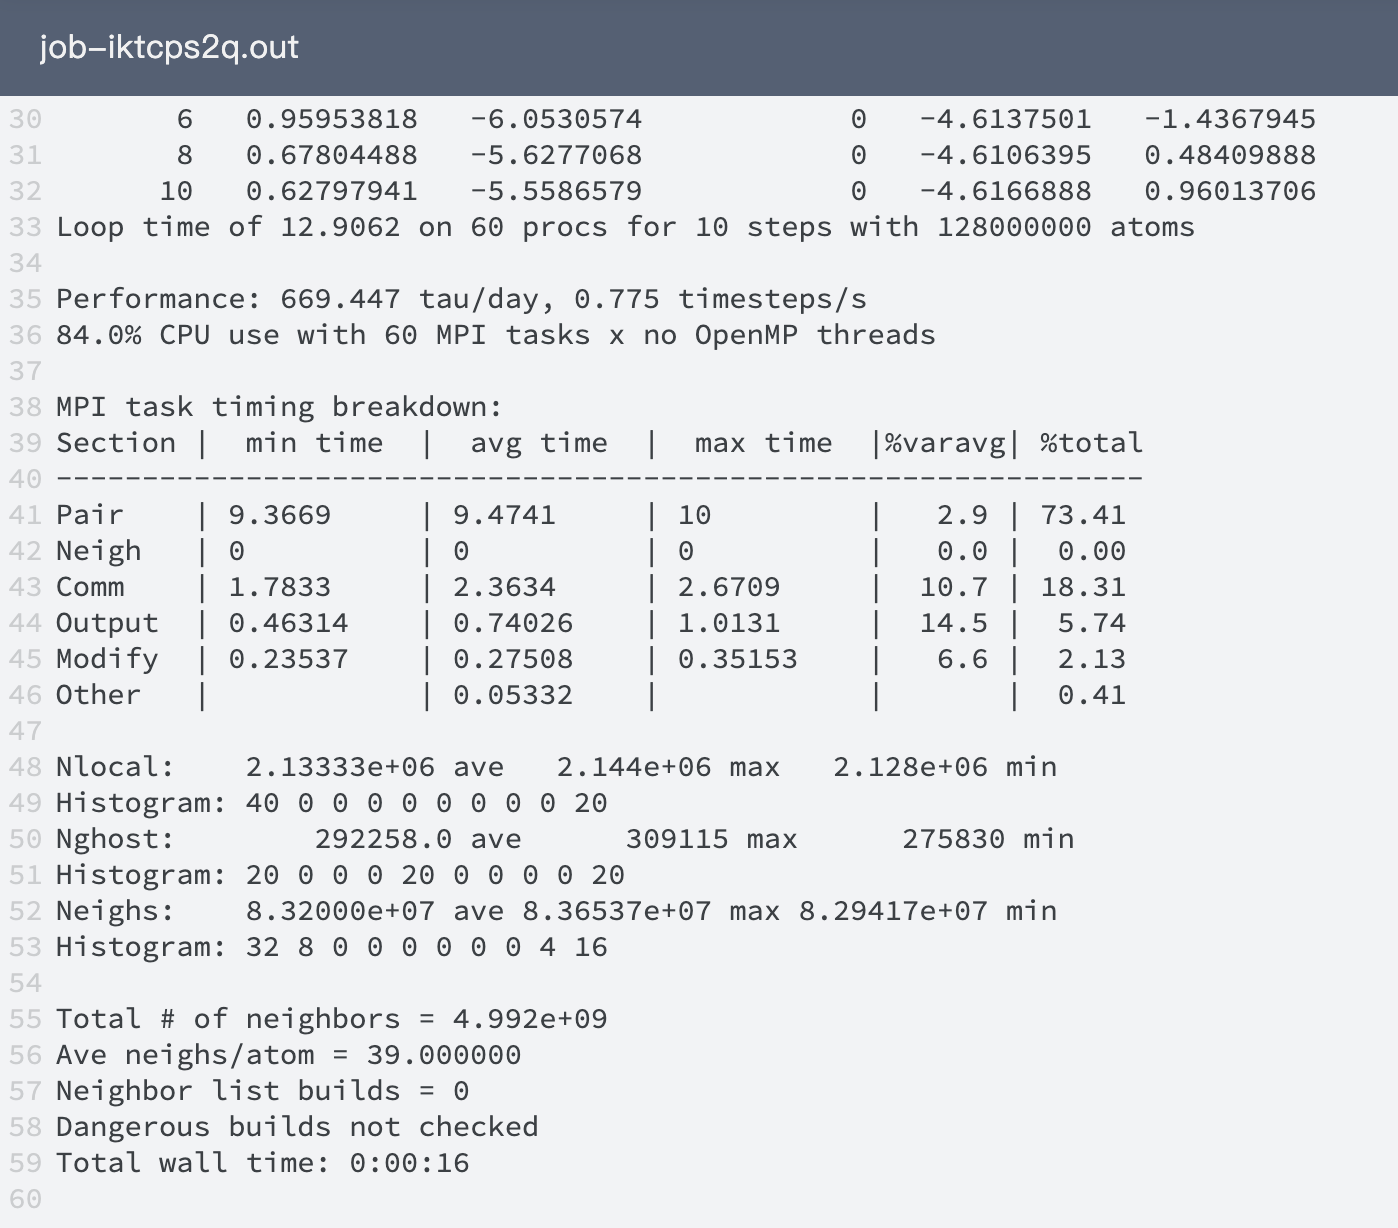 job-iktcps2q.out
30        6   0.95953818   -6.0530574            0   -4.6137501   -1.4367945
31        8   0.67804488   -5.6277068            0   -4.6106395   0.48409888
32       10   0.62797941   -5.5586579            0   -4.6166888   0.96013706
33 Loop time of 12.9062 on 60 procs for 10 steps with 128000000 atoms
34
35 Performance: 669.447 tau/day, 0.775 timesteps/s
36 84.0% CPU use with 60 MPI tasks x no OpenMP threads
37
38 MPI task timing breakdown:
39 Section |  min time  |  avg time  |  max time  |%varavg| %total
40 ---------------------------------------------------------------
41 Pair    | 9.3669     | 9.4741     | 10         |   2.9 | 73.41
42 Neigh   | 0          | 0          | 0          |   0.0 |  0.00
43 Comm    | 1.7833     | 2.3634     | 2.6709     |  10.7 | 18.31
44 Output  | 0.46314    | 0.74026    | 1.0131     |  14.5 |  5.74
45 Modify  | 0.23537    | 0.27508    | 0.35153    |   6.6 |  2.13
46 Other   |            | 0.05332    |            |       |  0.41
47
48 Nlocal:    2.13333e+06 ave   2.144e+06 max   2.128e+06 min
49 Histogram: 40 0 0 0 0 0 0 0 0 20
50 Nghost:        292258.0 ave      309115 max      275830 min
51 Histogram: 20 0 0 0 20 0 0 0 0 20
52 Neighs:    8.32000e+07 ave 8.36537e+07 max 8.29417e+07 min
53 Histogram: 32 8 0 0 0 0 0 0 4 16
54
55 Total # of neighbors = 4.992e+09
56 Ave neighs/atom = 39.000000
57 Neighbor list builds = 0
58 Dangerous builds not checked
59 Total wall time: 0:00:16
60